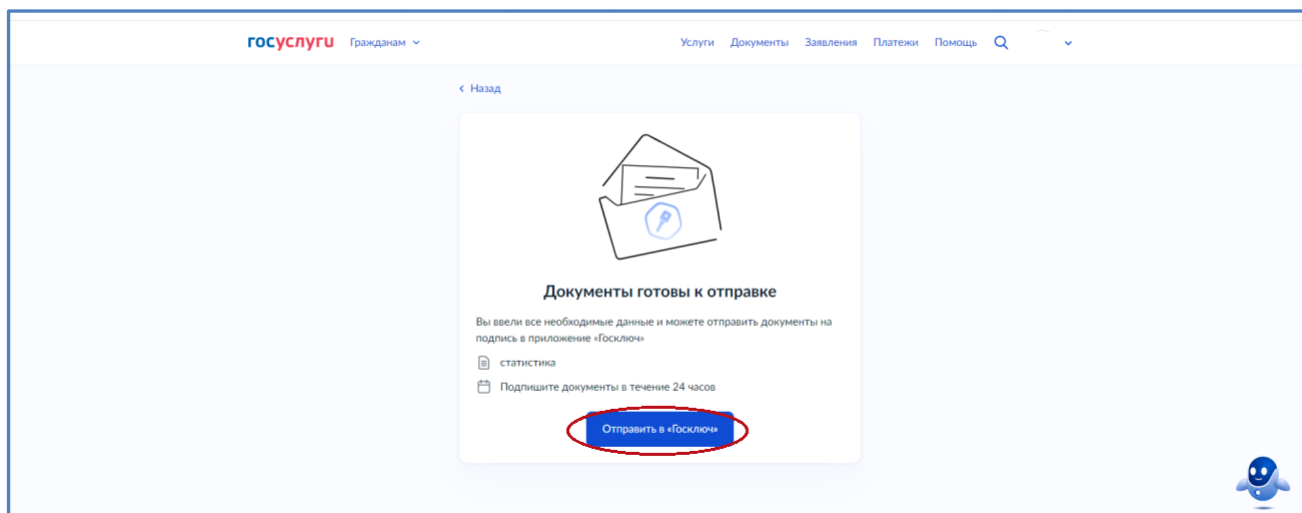 госуслуги Гражданам Услуги Документы Заявления Платежи Помощь
Назад
Документы готовы к отправке
Вы ввели все необходимые данные и можете отправить документы на
подпись в приложение «Госключ»
статистика
Подпишите документы в течение 24 часов
Отправить в «Госключ»